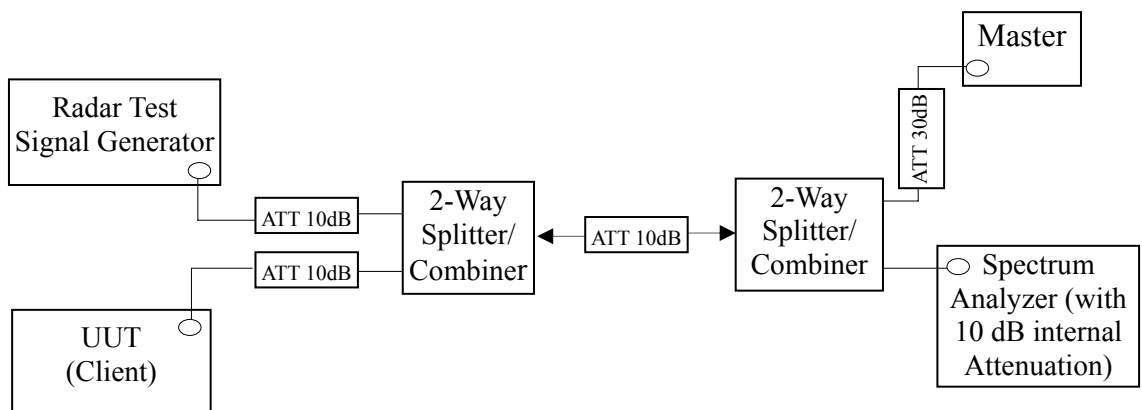 Master
Radar Test
Signal Generator
ATT 30dB
2-Way
Splitter/
Combiner
2-Way
Splitter/
Combiner
ATT 10dB
ATT 10dB
ATT 10dB
UUT
(Client)
Spectrum
Analyzer (with
10 dB internal
Attenuation)